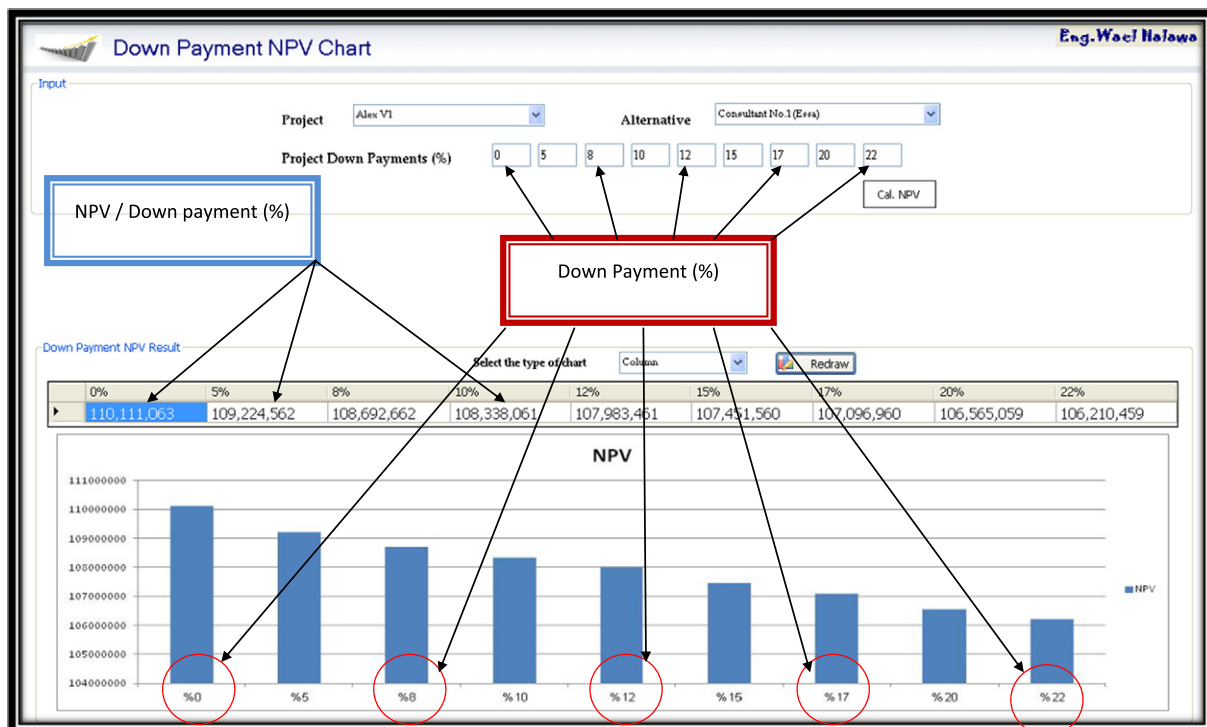 Down Payment NPV Chart
Eng.Wael Halawa
Input
Project Alex V1 Alternative Consultant No.1(Essa)
Project Down Payments (%) 0 5 8 10 12 15 17 20 22
Cal. NPV
NPV / Down payment (%)
Down Payment (%)
Down Payment NPV Result
Select the type of chart Column Redraw
0% 5% 8% 10% 12% 15% 17% 20% 22%
110,111,063 109,224,562 108,692,662 108,338,061 107,983,461 107,451,560 107,096,960 106,565,059 106,210,459
NPV
111000000
110000000
109000000
108000000
107000000
106000000
105000000
104000000
%0 %5 %8 %10 %12 %15 %17 %20 %22
NPV